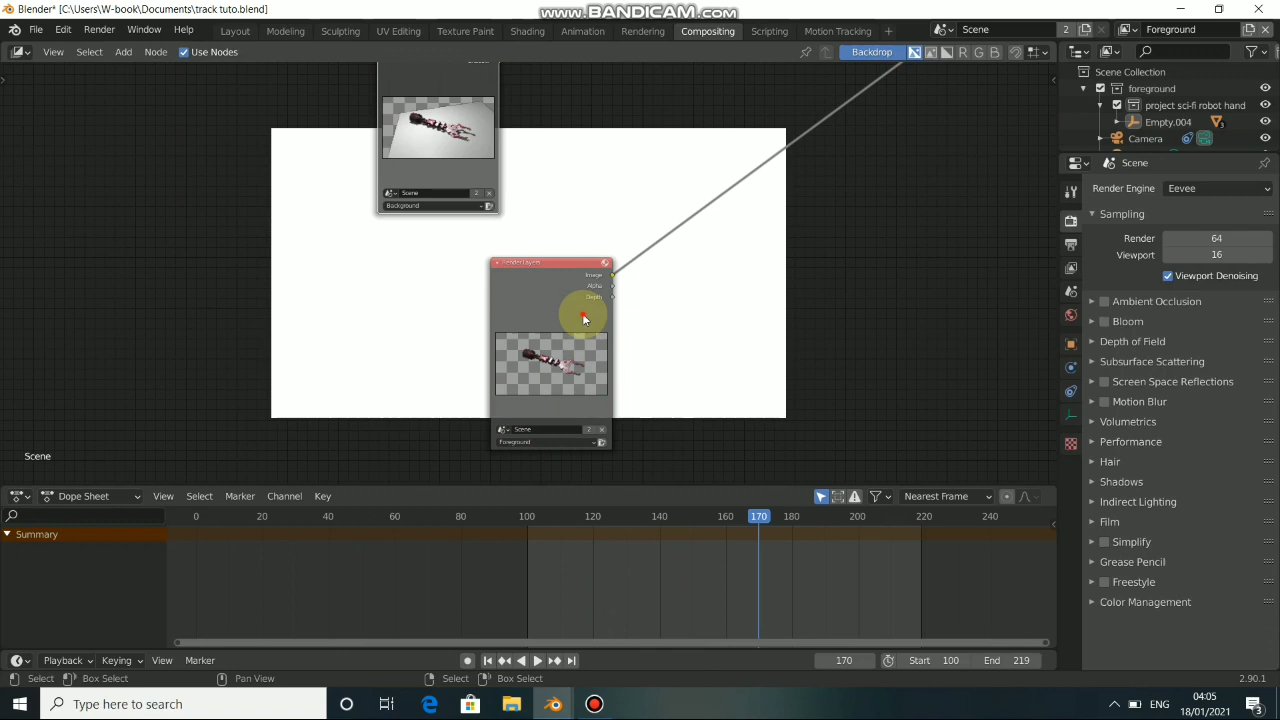 Blender* [C:\Users\W-book\Documents\track tuto.blend]
www.BANDICAM.com
File Edit Render Window Help
Layout Modeling Sculpting UV Editing Texture Paint Shading Animation Rendering Compositing Scripting Motion Tracking +
Scene 2
Foreground
View Select Add Node Use Nodes
Backdrop
R G B
Scene Collection
foreground
project sci-fi robot hand
Empty.004 3
Camera
Scene
Render Engine Eevee
Sampling
Render 64
Viewport 16
Viewport Denoising
Ambient Occlusion
Bloom
Depth of Field
Subsurface Scattering
Screen Space Reflections
Motion Blur
Volumetrics
Performance
Hair
Shadows
Indirect Lighting
Film
Simplify
Grease Pencil
Freestyle
Color Management
Scene 2
Background
Render Layers
Image
Alpha
Depth
Scene 2
Foreground
Scene
Dope Sheet View Select Marker Channel Key
Nearest Frame
0 20 40 60 80 100 120 140 160 170 180 200 220 240
Summary
Playback Keying View Marker
170 Start 100 End 219
Select Box Select Pan View Select Box Select 2.90.1
Type here to search
ENG
04:05
18/01/2021
3